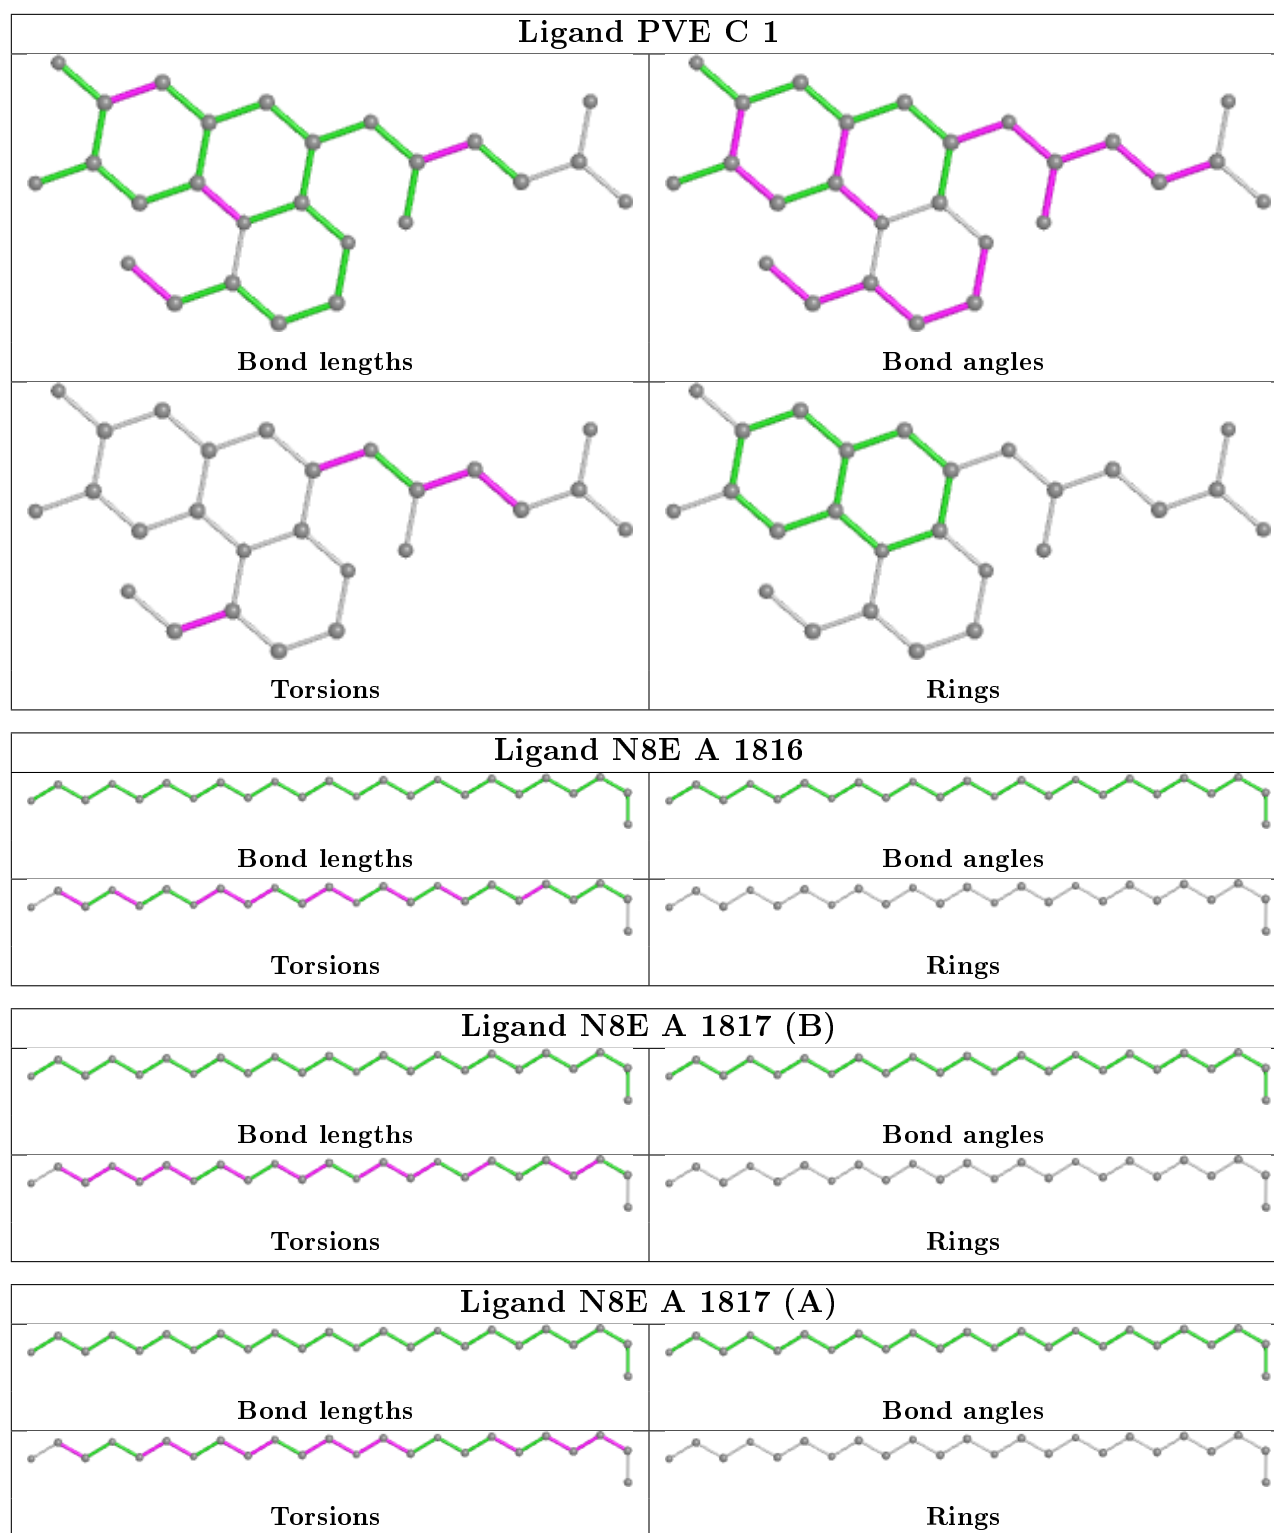 Ligand PVE C 1
Bond lengths
Bond angles
Torsions
Rings
Ligand N8E A 1816
Bond lengths
Bond angles
Torsions
Rings
Ligand N8E A 1817 (B)
Bond lengths
Bond angles
Torsions
Rings
Ligand N8E A 1817 (A)
Bond lengths
Bond angles
Torsions
Rings